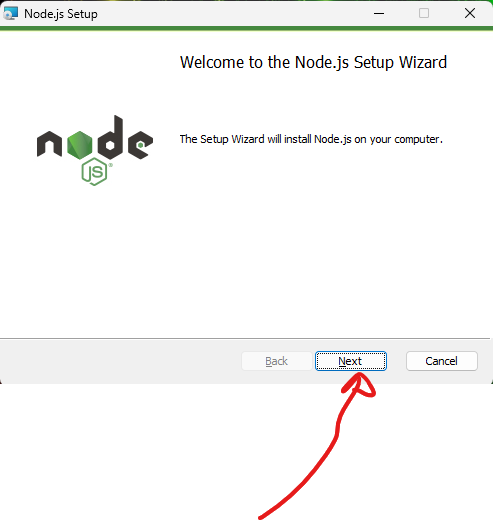 Node.js Setup
Welcome to the Node.js Setup Wizard
node
JS
The Setup Wizard will install Node.js on your computer.
Back Next Cancel